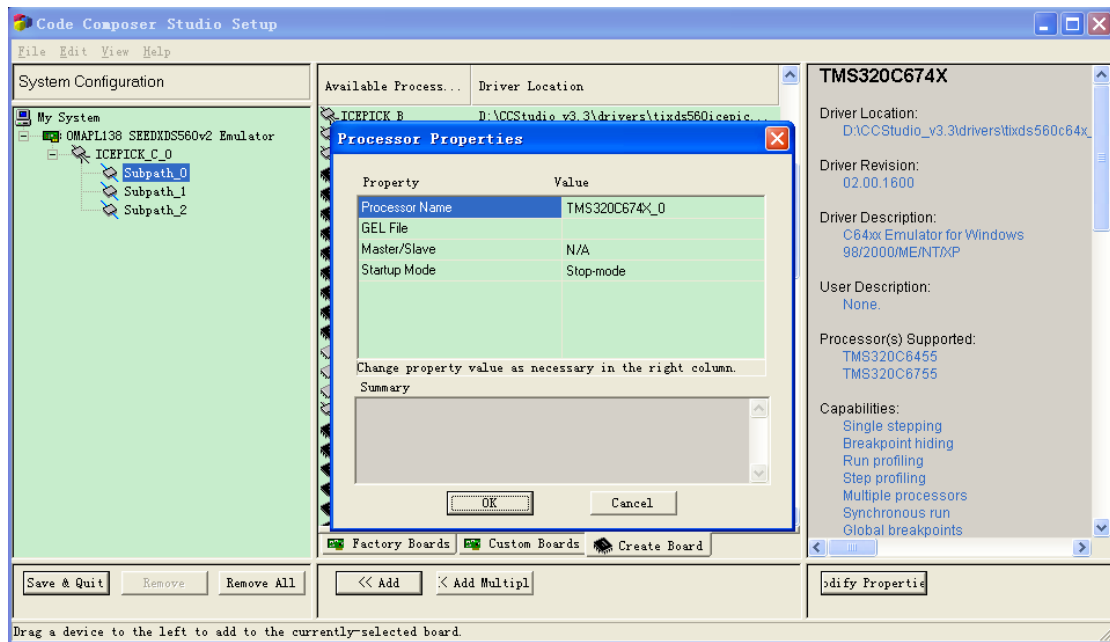 Code Composer Studio Setup
File Edit View Help
System Configuration
My System
OMAPL138 SEEDXDS560v2 Emulator
ICEPICK_C_0
Subpath_0
Subpath_1
Subpath_2
Available Process... Driver Location
ICEPICK B D:\CCStudio v3.3\drivers\tixds560icepic...
Processor Properties
Property Value
Processor Name TMS320C674X_0
GEL File
Master/Slave N/A
Startup Mode Stop-mode
Change property value as necessary in the right column.
Summary
OK Cancel
Factory Boards Custom Boards Create Board
TMS320C674X
Driver Location:
D:\CCStudio_v3.3\drivers\tixds560c64x_
Driver Revision:
02.00.1600
Driver Description:
C64xx Emulator for Windows
98/2000/ME/NT/XP
User Description:
None.
Processor(s) Supported:
TMS320C6455
TMS320C6755
Capabilities:
Single stepping
Breakpoint hiding
Run profiling
Step profiling
Multiple processors
Synchronous run
Global breakpoints
Save & Quit Remove Remove All << Add Add Multipl odify Propertie
Drag a device to the left to add to the currently-selected board.